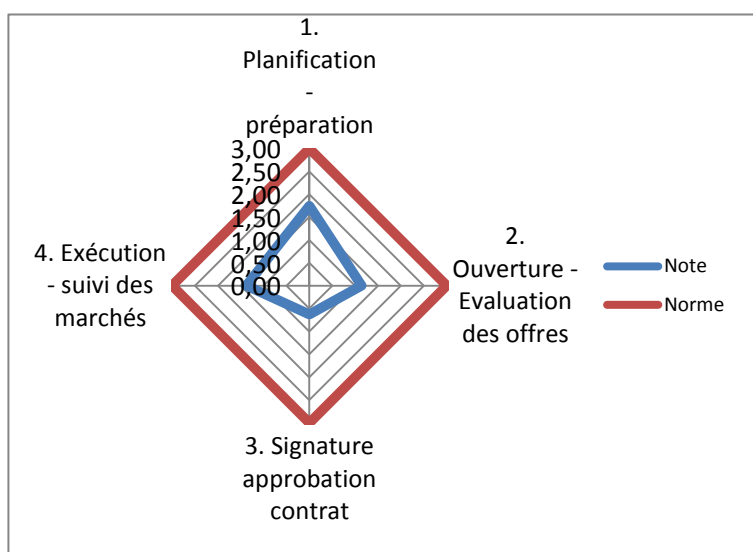 1.
Planification
-
préparation
3,00
2,50
2,00
1,50
1,00
0,50
0,00
2.
Ouverture -
Evaluation
des offres
3. Signature
approbation
contrat
4. Exécution
- suivi des
marchés
Note
Norme